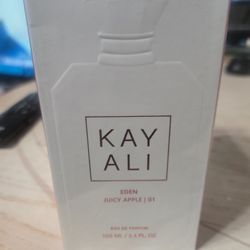 KAY
ALI
EDEN
JUICY APPLE | 01
EAU DE PARFUM
100 ML / 3.4 FL. OZ